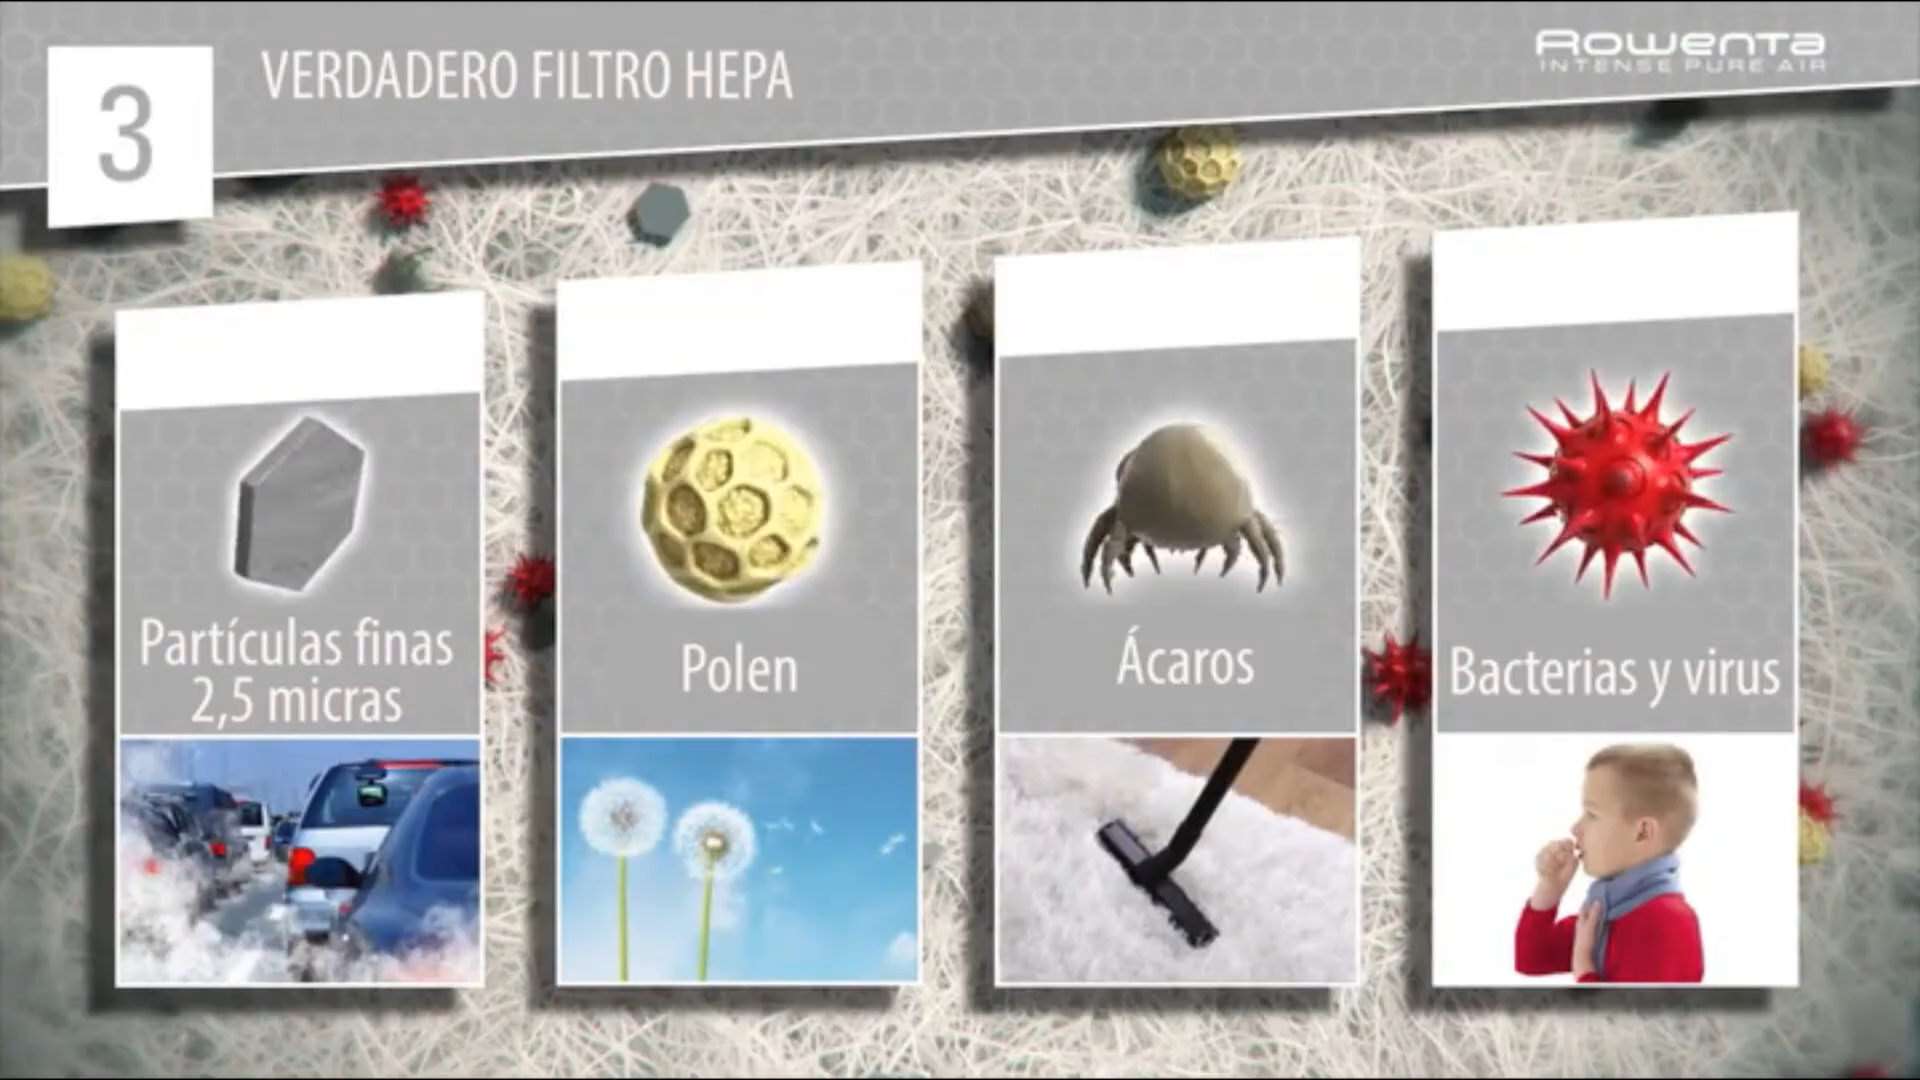 3
VERDADERO FILTRO HEPA
Rowenta
INTENSE PURE AIR
Partículas finas
2,5 micras
Polen
Ácaros
Bacterias y virus